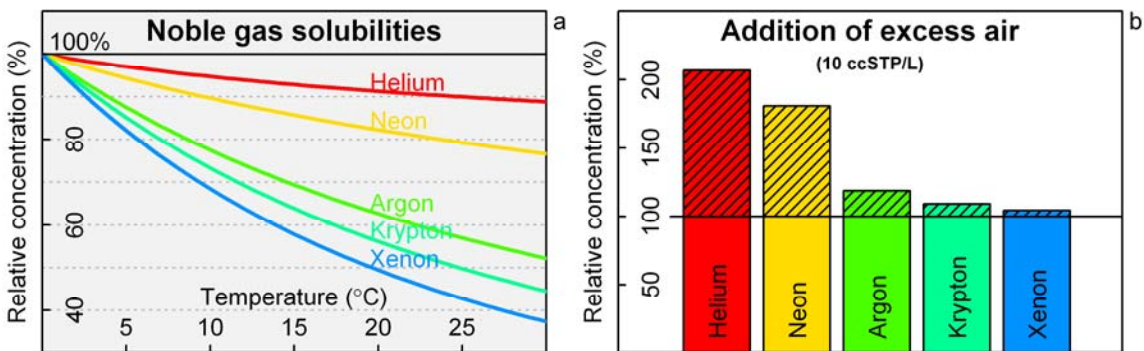 Noble gas solubilities
a
100%
Relative concentration (%)
80
60
40
Helium
Neon
Argon
Krypton
Xenon
Temperature (°C)
5 10 15 20 25
Addition of excess air
b
(10 ccSTP/L)
Relative concentration (%)
200
150
100
50
Helium
Neon
Argon
Krypton
Xenon